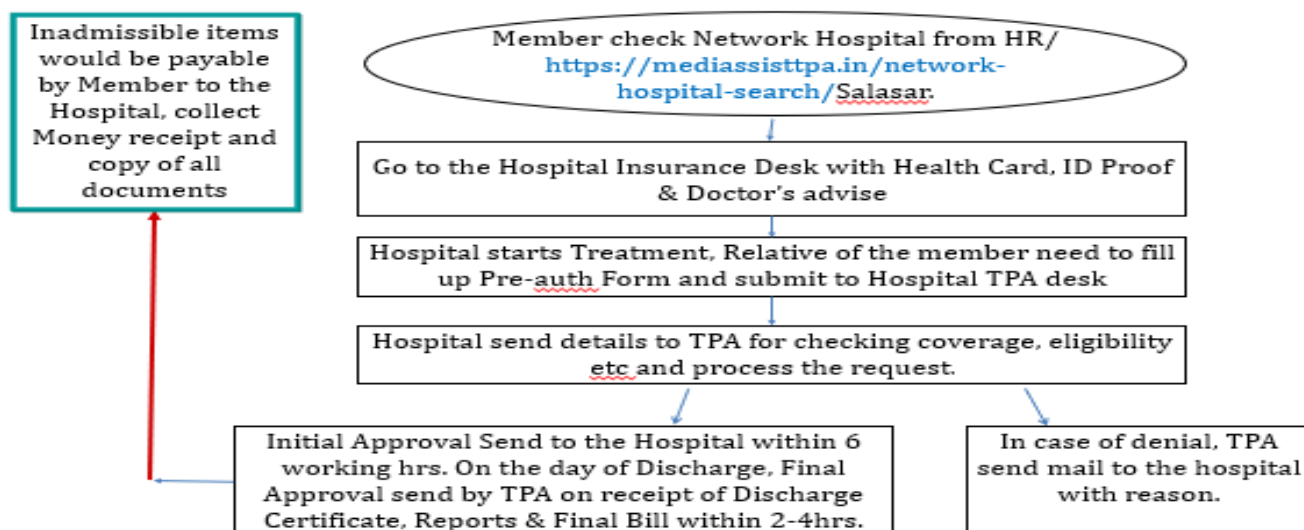 Inadmissible items
would be payable
by Member to the
Hospital, collect
Money receipt and
copy of all
documents
Member check Network Hospital from HR/
https://mediassisttpa.in/network-
hospital-search/Salasar.
Go to the Hospital Insurance Desk with Health Card, ID Proof
& Doctor's advise
Hospital starts Treatment, Relative of the member need to fill
up Pre-auth Form and submit to Hospital TPA desk
Hospital send details to TPA for checking coverage, eligibility
etc and process the request.
Initial Approval Send to the Hospital within 6
working hrs. On the day of Discharge, Final
Approval send by TPA on receipt of Discharge
Certificate, Reports & Final Bill within 2-4hrs.
In case of denial, TPA
send mail to the hospital
with reason.